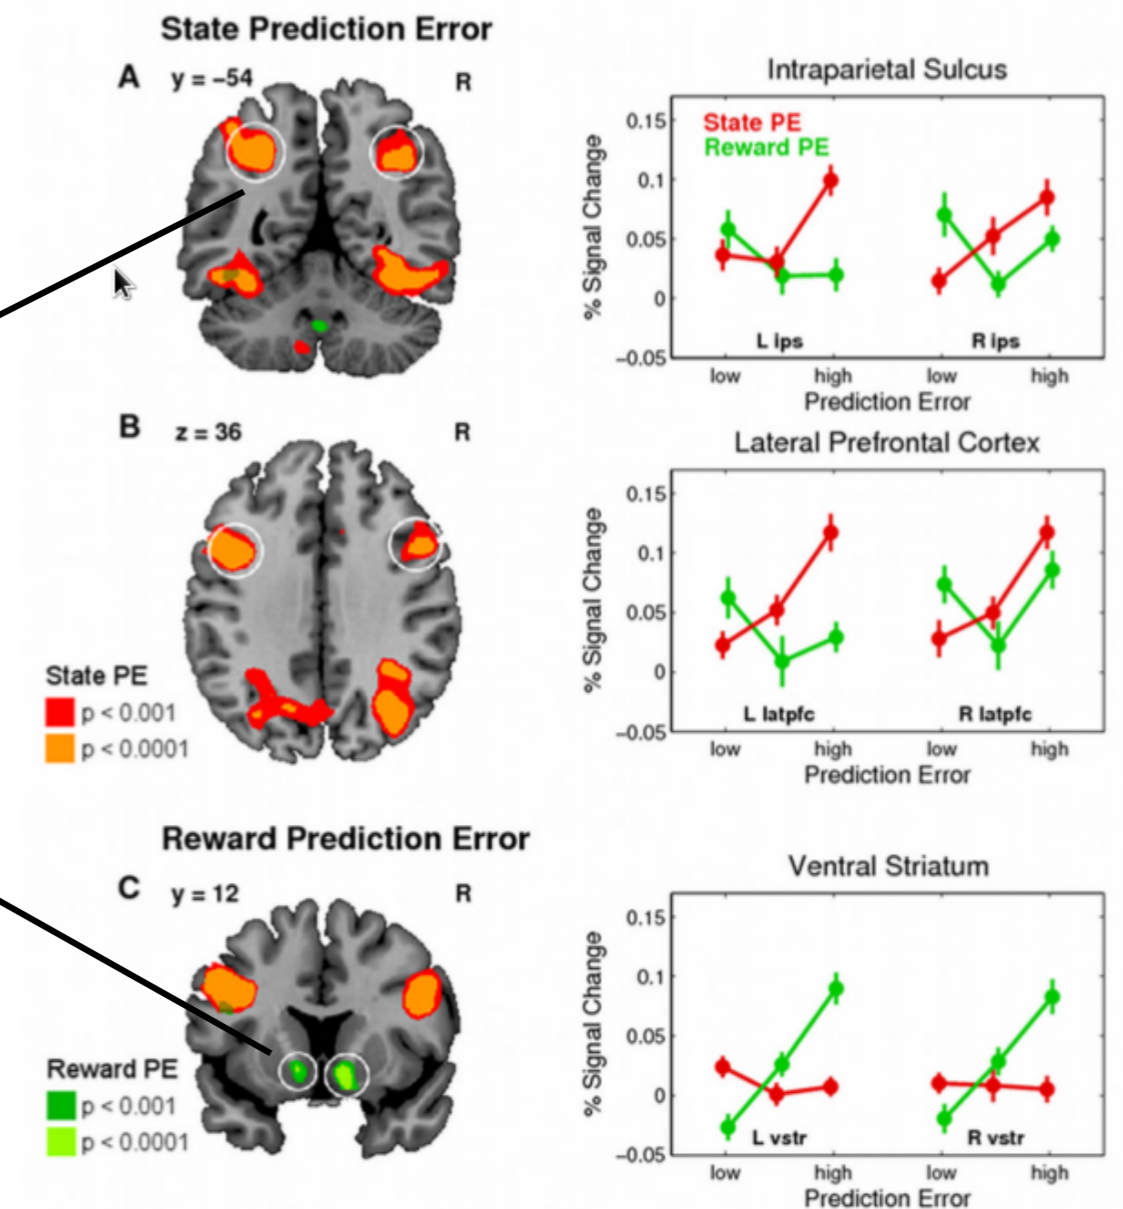 State Prediction Error
A y = −54 R
B z = 36 R
State PE
p < 0.001
p < 0.0001
Reward Prediction Error
C y = 12 R
Reward PE
p < 0.001
p < 0.0001
Intraparietal Sulcus
State PE
Reward PE
% Signal Change
0.15
0.1
0.05
0
−0.05
L ips R ips
low high low high
Prediction Error
Lateral Prefrontal Cortex
% Signal Change
0.15
0.1
0.05
0
−0.05
L latpfc R latpfc
low high low high
Prediction Error
Ventral Striatum
% Signal Change
0.15
0.1
0.05
0
−0.05
L vstr R vstr
low high low high
Prediction Error